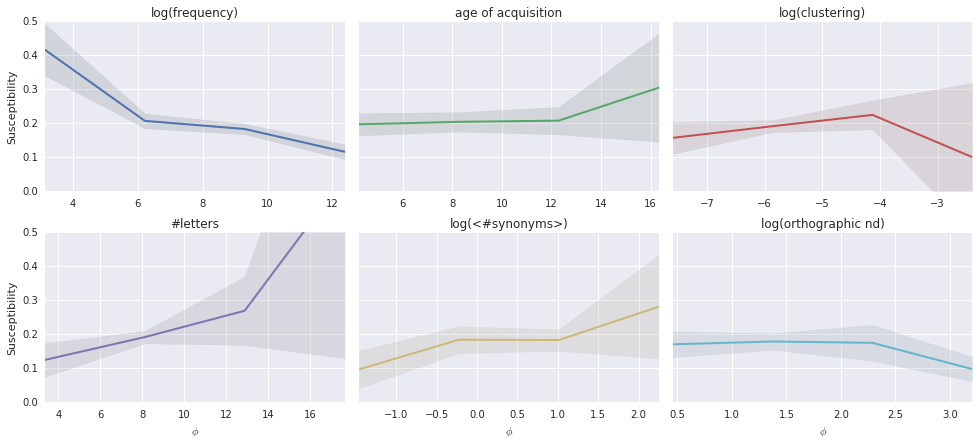 log(frequency)
age of acquisition
log(clustering)
Susceptibility
0.5
0.4
0.3
0.2
0.1
0.0
4 6 8 10 12
6 8 10 12 14 16
−7 −6 −5 −4 −3
#letters
log(<#synonyms>)
log(orthographic nd)
Susceptibility
0.5
0.4
0.3
0.2
0.1
0.0
4 6 8 10 12 14 16
−1.0 −0.5 0.0 0.5 1.0 1.5 2.0
0.5 1.0 1.5 2.0 2.5 3.0
ϕ
ϕ
ϕ